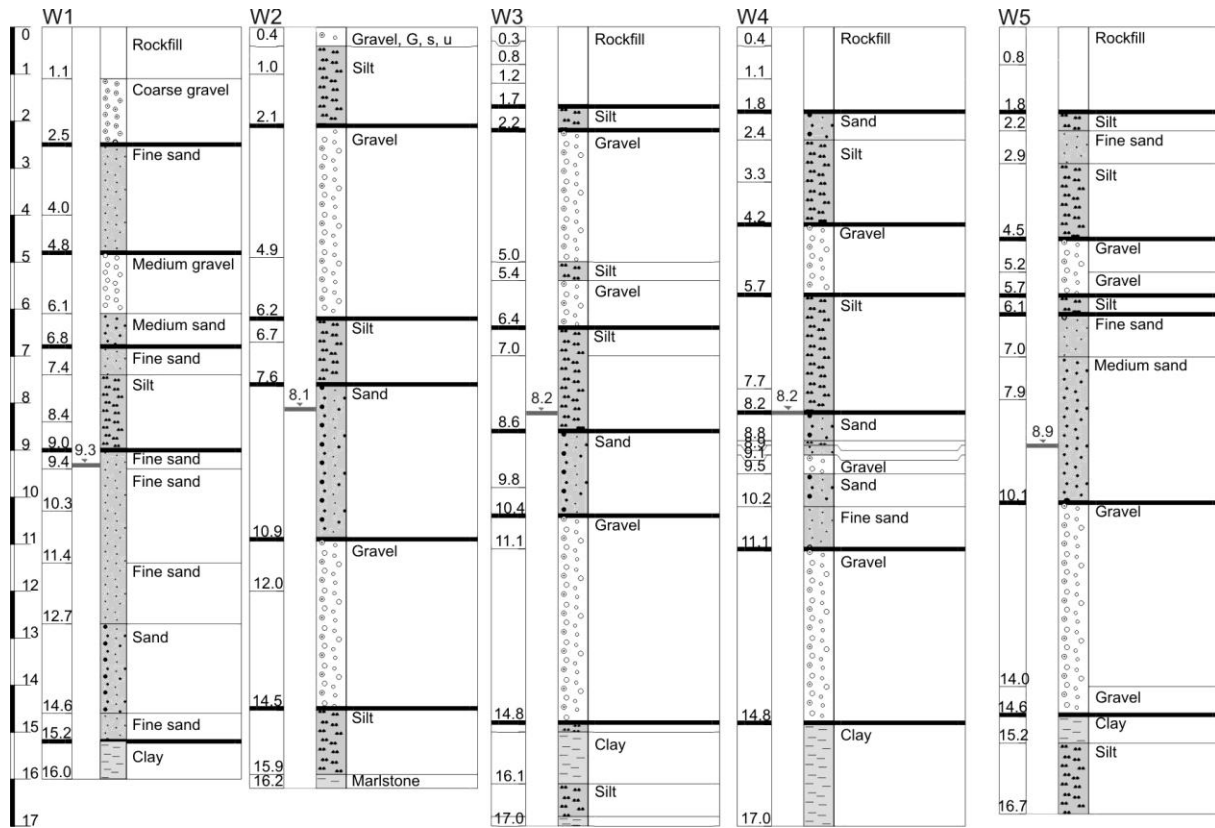 W1
W2
W3
W4
W5
0
1
2
3
4
5
6
7
8
9
10
11
12
13
14
15
16
17
1.1
2.5
4.0
4.8
6.1
6.8
7.4
8.4
9.0
9.4
10.3
11.4
12.7
14.6
15.2
16.0
9.3
Rockfill
Coarse gravel
Fine sand
Medium gravel
Medium sand
Fine sand
Silt
Fine sand
Fine sand
Fine sand
Sand
Fine sand
Clay
0.4
1.0
2.1
4.9
6.2
6.7
7.6
10.9
12.0
14.5
15.9
16.2
8.1
Gravel, G, s, u
Silt
Gravel
Silt
Sand
Gravel
Silt
Marlstone
0.3
0.8
1.2
1.7
2.2
5.0
5.4
6.4
7.0
8.6
9.8
10.4
11.1
14.8
16.1
17.0
8.2
Rockfill
Silt
Gravel
Silt
Gravel
Silt
Sand
Gravel
Clay
Silt
0.4
1.1
1.8
2.4
3.3
4.2
5.7
7.7
8.2
8.8
8.9
9.1
9.5
10.2
11.1
14.8
17.0
8.2
Rockfill
Sand
Silt
Gravel
Silt
Sand
Gravel
Sand
Fine sand
Gravel
Clay
0.8
1.8
2.2
2.9
4.5
5.2
5.7
6.1
7.0
7.9
10.1
14.0
14.6
15.2
16.7
8.9
Rockfill
Silt
Fine sand
Silt
Gravel
Gravel
Silt
Fine sand
Medium sand
Gravel
Gravel
Clay
Silt